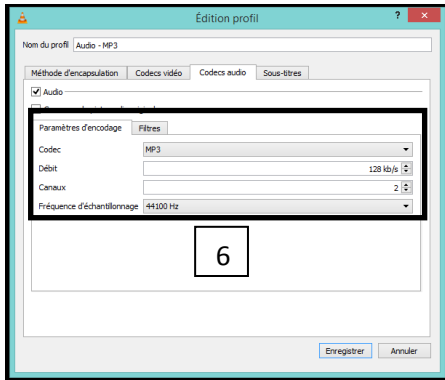 Édition profil
Nom du profil Audio - MP3
Méthode d'encapsulation Codecs vidéo Codecs audio Sous-titres
Audio
Paramètres d'encodage Filtres
Codec MP3
Débit 128 kb/s
Canaux 2
Fréquence d'échantillonnage 44100 Hz
6
Enregistrer Annuler